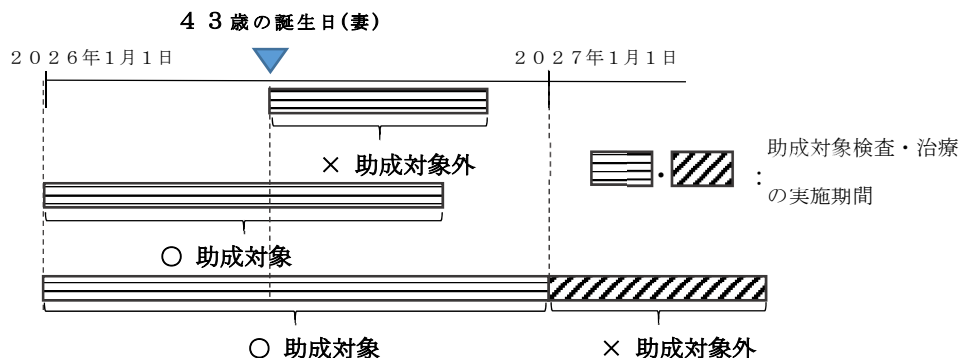 ４３歳の誕生日(妻)
２０２６年1月1日
２０２７年1月1日
× 助成対象外
・
：
助成対象検査・治療
の実施期間
○ 助成対象
○ 助成対象
× 助成対象外